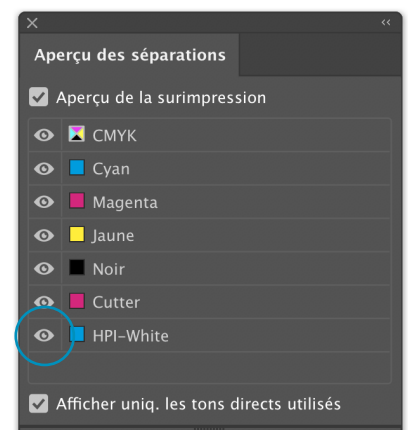 Aperçu des séparations
Aperçu de la surimpression
CMYK
Cyan
Magenta
Jaune
Noir
Cutter
HPI-White
Afficher uniq. les tons directs utilisés